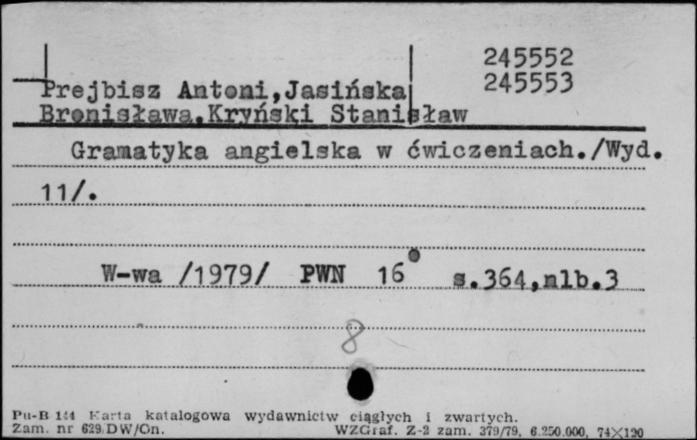 245552
245553
Prejbisz Antoni,Jasińska
Bronisława,Kryński Stanisław
Gramatyka angielska w ćwiczeniach./Wyd.
11/.
W-wa /1979/ PWN 16° s.364,nlb.3
8
Pu-B 144 Karta katalogowa wydawnictw ciągłych i zwartych.
Zam. nr 629/DW/On. WZGraf. Z-2 zam. 379/79, 6.250.000, 74×120